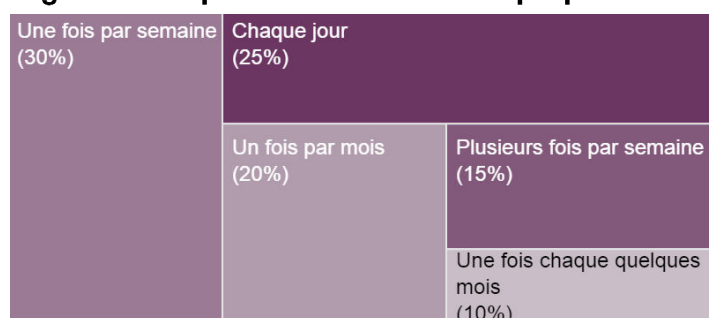 Une fois par semaine
(30%)
Chaque jour
(25%)
Un fois par mois
(20%)
Plusieurs fois par semaine
(15%)
Une fois chaque quelques
mois
(10%)